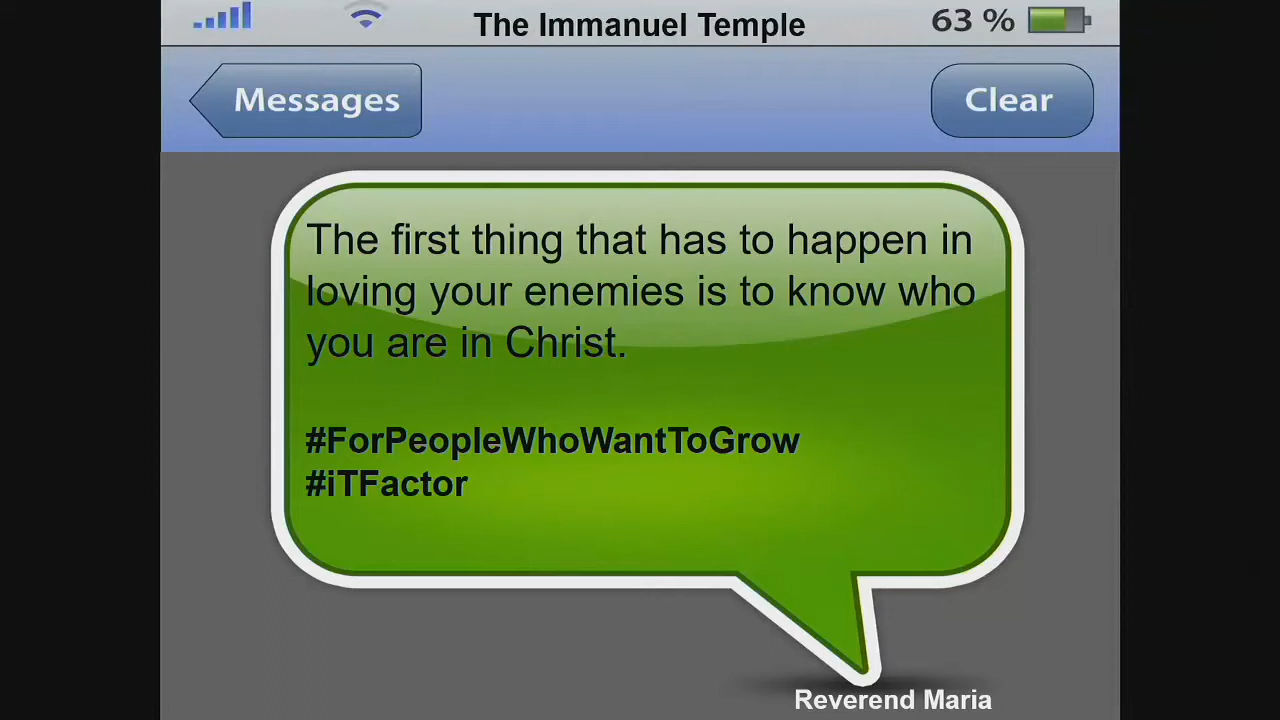 The Immanuel Temple
63 %
Messages
Clear
The first thing that has to happen in
loving your enemies is to know who
you are in Christ.
#ForPeopleWhoWantToGrow
#iTFactor
Reverend Maria